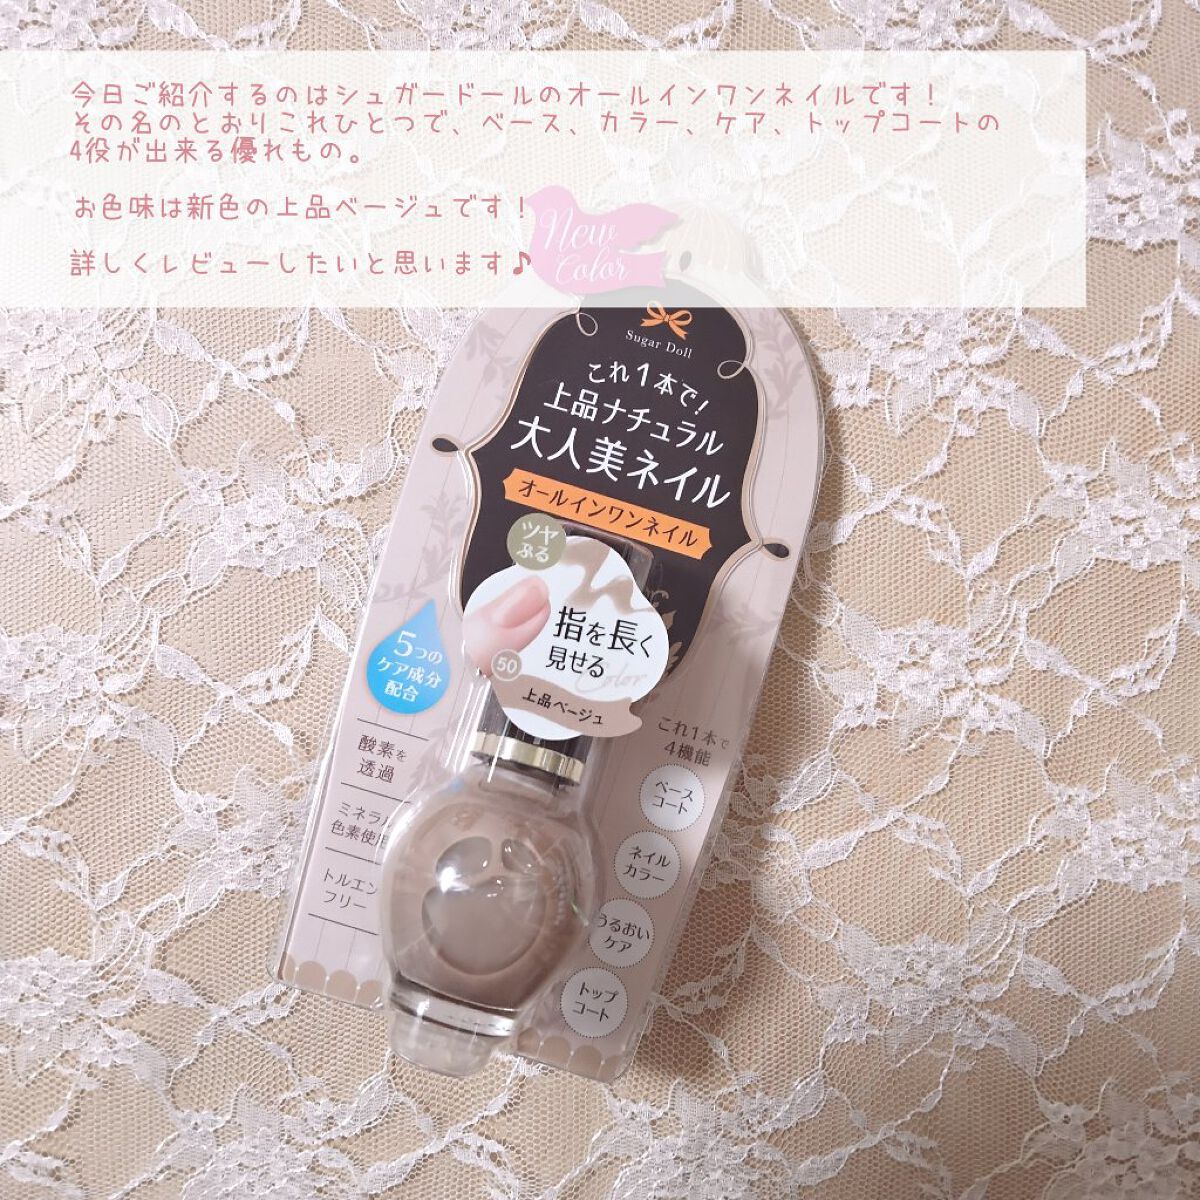 今日ご紹介するのはシュガードールのオールインワンネイルです！
その名のとおりこれひとつで、ベース、カラー、ケア、トップコートの
4役が出来る優れもの。
お色味は新色の上品ベージュです！
詳しくレビューしたいと思います♪
New
Color
Sugar Doll
これ1本で！
上品ナチュラル
大人美ネイル
オールインワンネイル
ツヤ
ぷる
指を長く
見せる
50
上品ベージュ
Color
5つの
ケア成分
配合
酸素を
透過
ミネラル
色素使用
トルエン
フリー
これ1本で
4機能
ベース
コート
ネイル
カラー
うるおい
ケア
トップ
コート